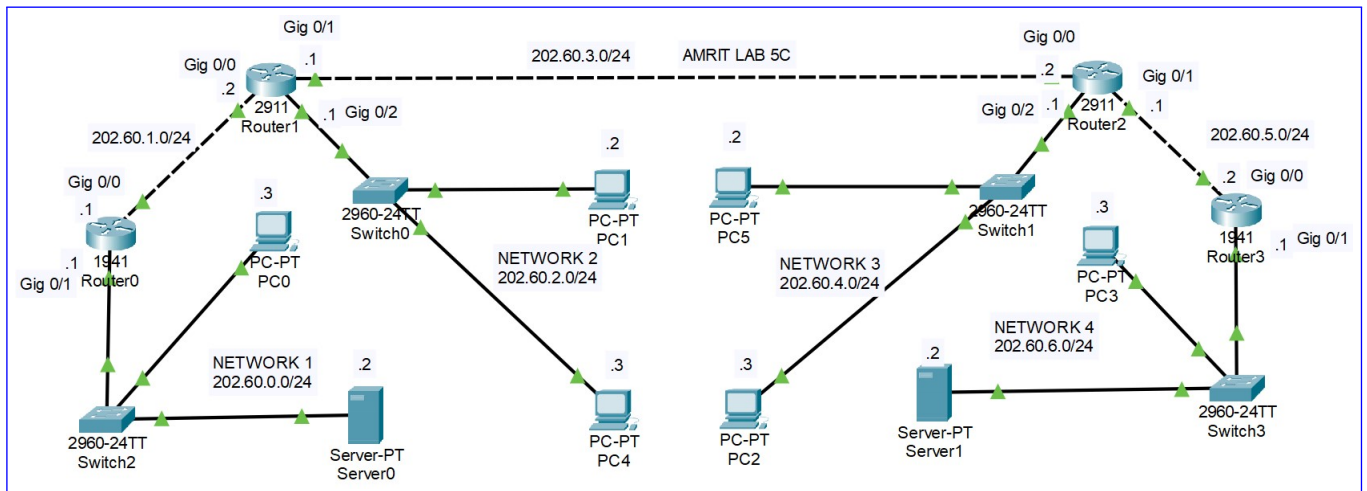 Gig 0/1
Gig 0/0
.1
.2
2911
Router1
.1
Gig 0/2
202.60.3.0/24
AMRIT LAB 5C
Gig 0/0
.2
Gig 0/1
.1
Gig 0/2
.1
2911
Router2
202.60.1.0/24
202.60.5.0/24
Gig 0/0
.1
1941
Router0
.1
Gig 0/1
.3
PC-PT
PC0
2960-24TT
Switch0
.2
PC-PT
PC1
.2
PC-PT
PC5
2960-24TT
Switch1
.2
Gig 0/0
1941
Router3
.1
Gig 0/1
.3
PC-PT
PC3
NETWORK 2
202.60.2.0/24
NETWORK 3
202.60.4.0/24
NETWORK 1
202.60.0.0/24
.2
NETWORK 4
202.60.6.0/24
.2
.3
PC-PT
PC4
.3
PC-PT
PC2
2960-24TT
Switch2
Server-PT
Server0
Server-PT
Server1
2960-24TT
Switch3